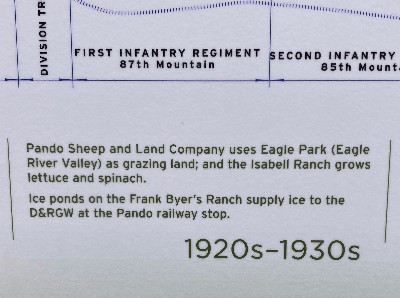 DIVISION TR
FIRST INFANTRY REGIMENT
87th Mountain
SECOND INFANTRY
85th Mount
Pando Sheep and Land Company uses Eagle Park (Eagle
River Valley) as grazing land; and the Isabell Ranch grows
lettuce and spinach.
Ice ponds on the Frank Byer's Ranch supply ice to the
D&RGW at the Pando railway stop.
1920s–1930s